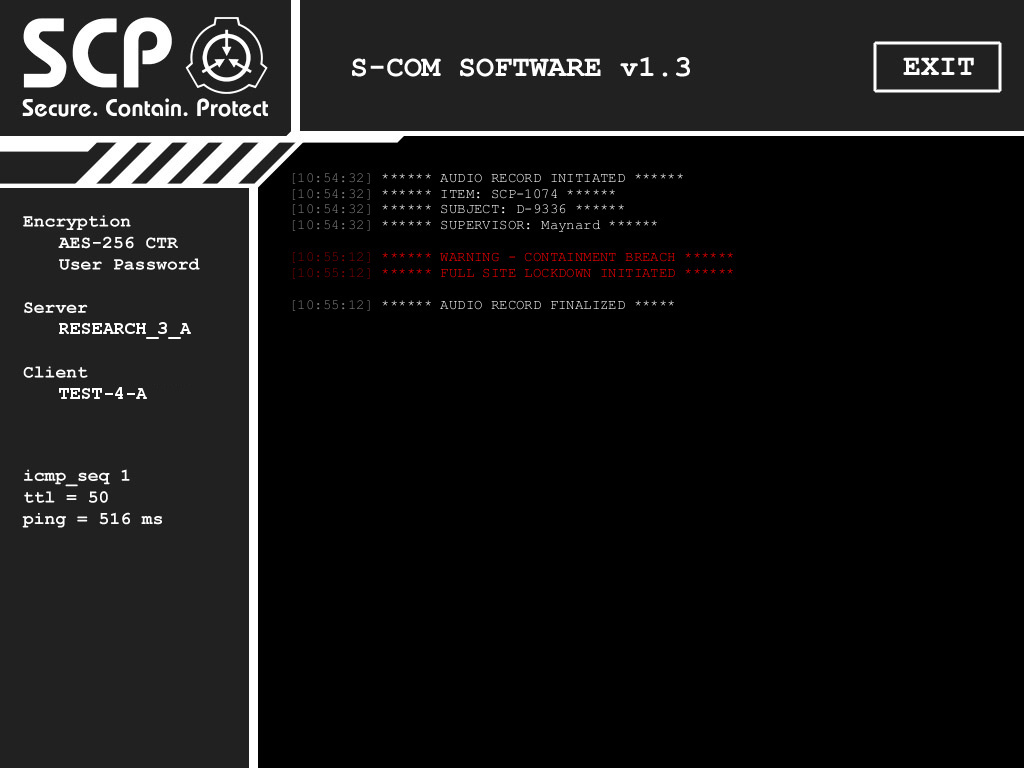 SCP
Secure. Contain. Protect
S-COM SOFTWARE v1.3
EXIT
Encryption
AES-256 CTR
User Password
Server
RESEARCH_3_A
Client
TEST-4-A
icmp_seq 1
ttl = 50
ping = 516 ms
[10:54:32] ****** AUDIO RECORD INITIATED ******
[10:54:32] ****** ITEM: SCP-1074 ******
[10:54:32] ****** SUBJECT: D-9336 ******
[10:54:32] ****** SUPERVISOR: Maynard ******
[10:55:12] ****** WARNING - CONTAINMENT BREACH ******
[10:55:12] ****** FULL SITE LOCKDOWN INITIATED ******
[10:55:12] ****** AUDIO RECORD FINALIZED *****